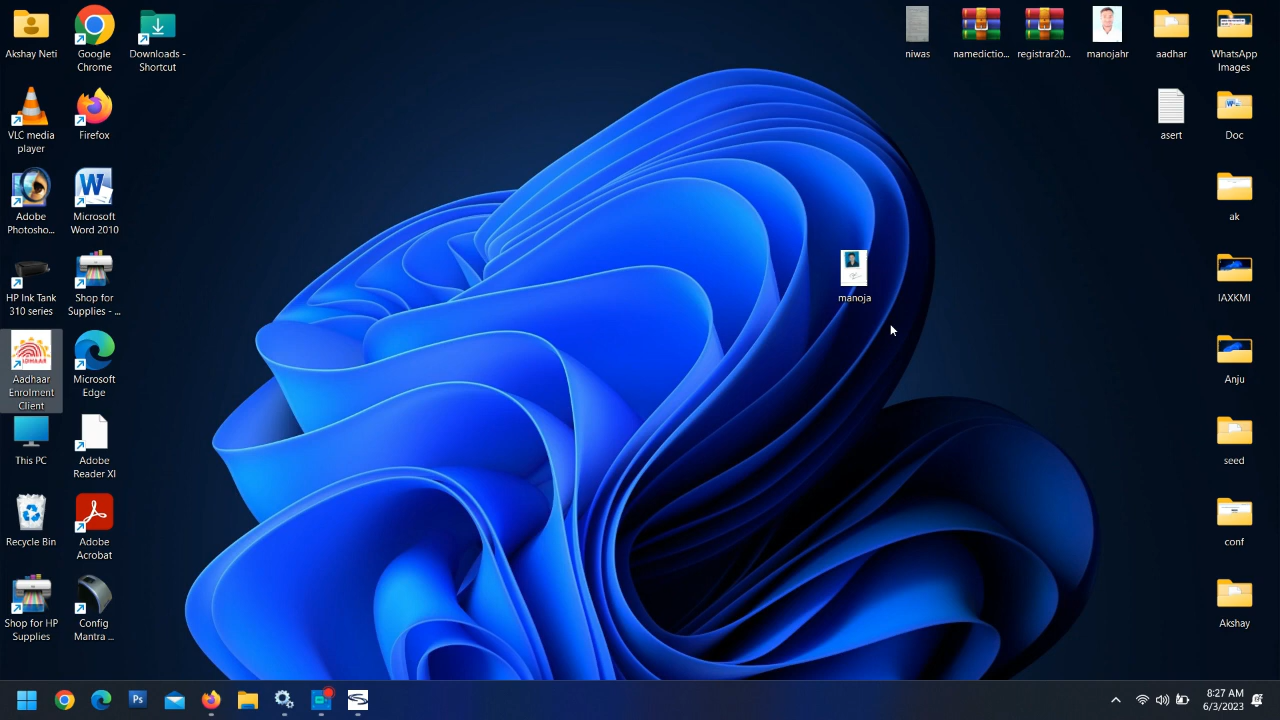 Akshay Neti
Google
Chrome
Downloads -
Shortcut
niwas
namedictio...
registrar20...
manojahr
aadhar
WhatsApp
Images
VLC media
player
Firefox
asert
Doc
Adobe
Photosho...
Microsoft
Word 2010
ak
HP Ink Tank
310 series
Shop for
Supplies - ...
manoja
IAXKMI
Aadhaar
Enrolment
Client
Microsoft
Edge
Anju
This PC
Adobe
Reader XI
seed
Recycle Bin
Adobe
Acrobat
conf
Shop for HP
Supplies
Config
Mantra ...
Akshay
Ps
8:27 AM
6/3/2023